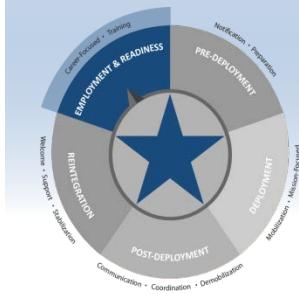 Career-Focused • Training
EMPLOYMENT & READINESS
Notification • Preparation
PRE-DEPLOYMENT
Mobilization • Mission-Focused
DEPLOYMENT
Communication • Coordination • Demobilization
POST-DEPLOYMENT
Welcome • Support • Stabilization
REINTEGRATION